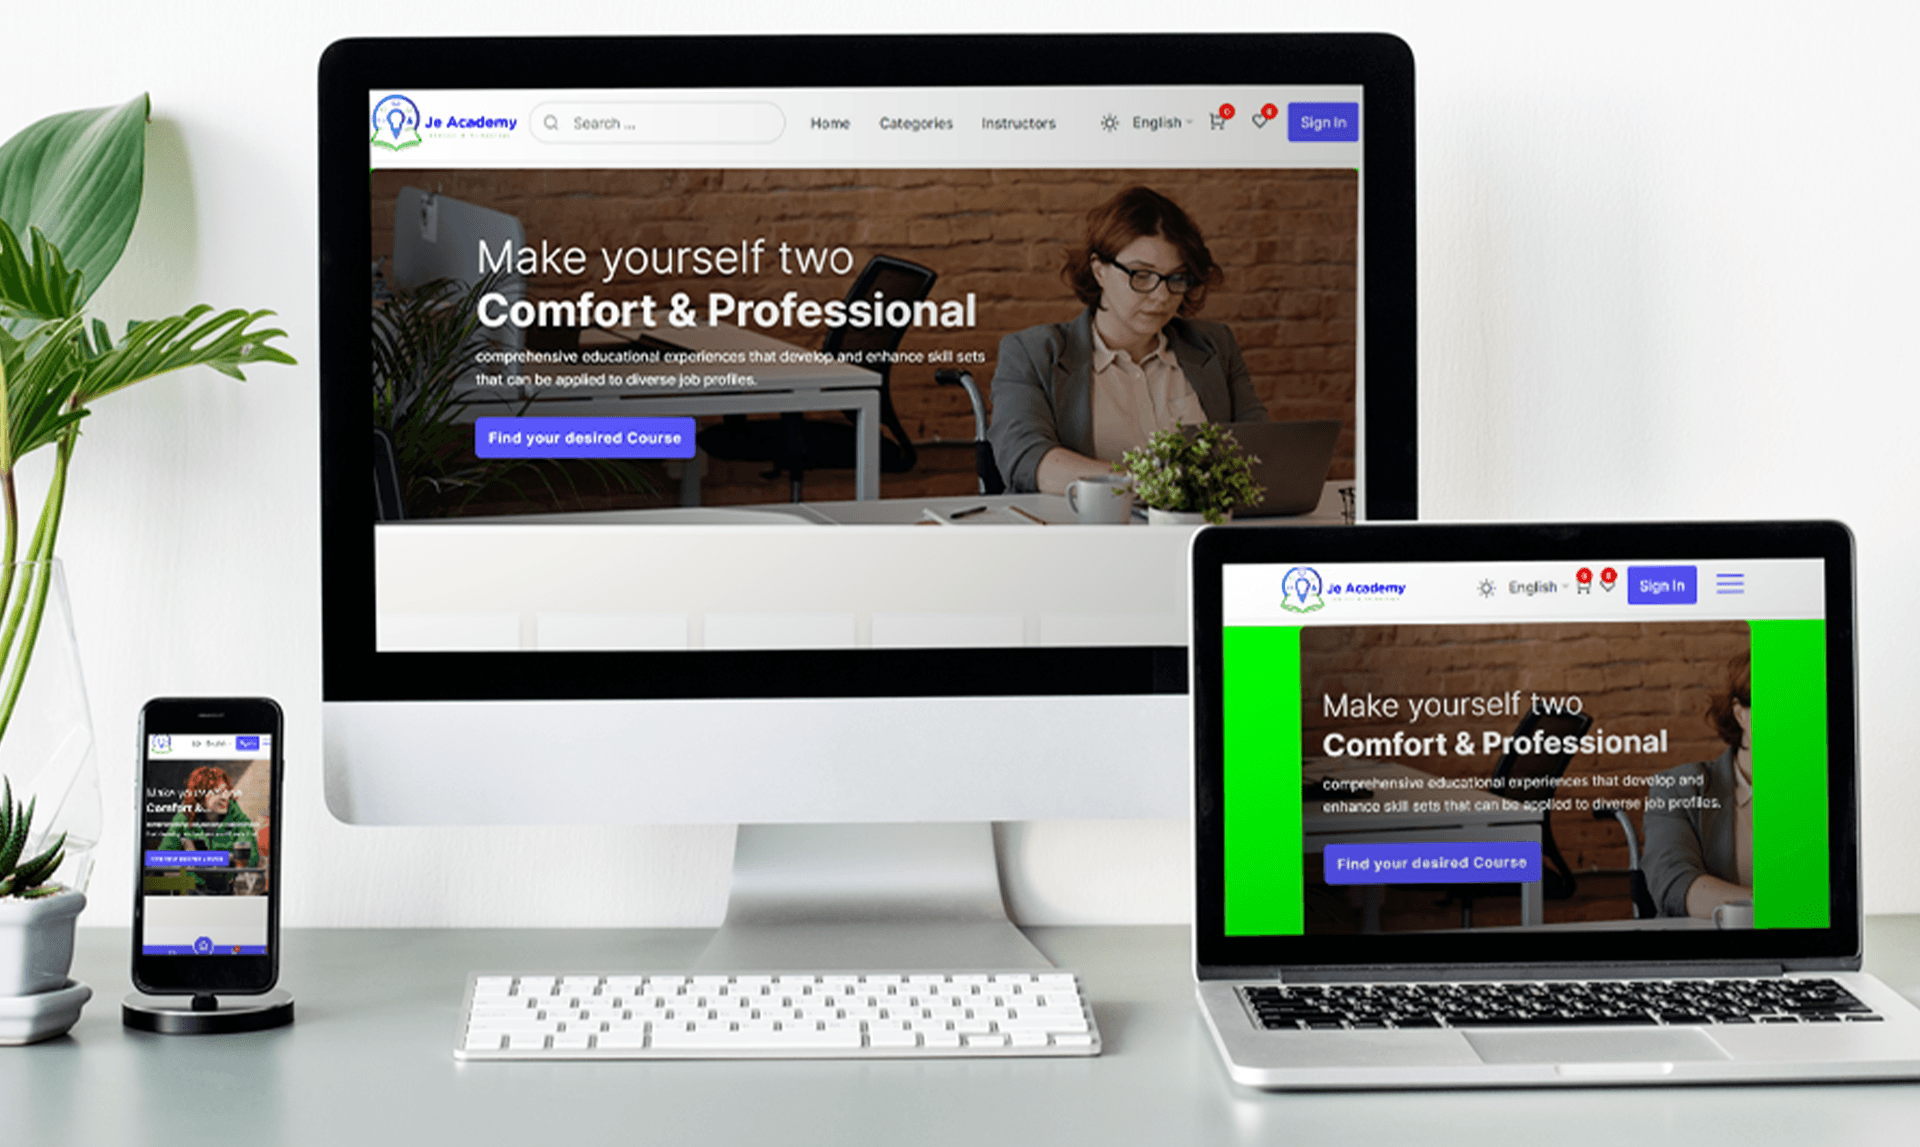 Je Academy
Search ...
Home
Categories
Instructors
English
0
0
Sign In
Make yourself two
Comfort & Professional
comprehensive educational experiences that develop and enhance skill sets
that can be applied to diverse job profiles.
Find your desired Course
Je Academy
English
0
0
Sign In
Make yourself two
Comfort & Professional
comprehensive educational experiences that develop and
enhance skill sets that can be applied to diverse job profiles.
Find your desired Course
English
Make yourself
Comfort &